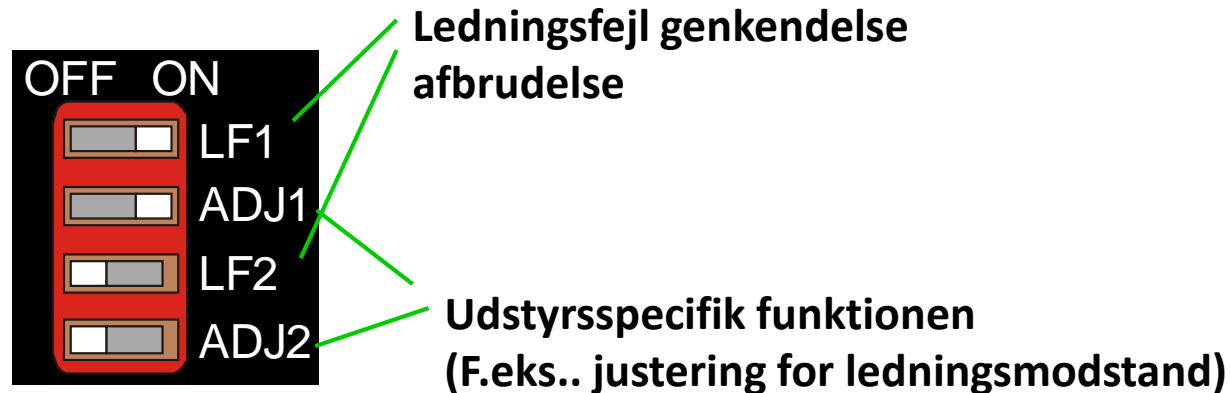 Ledningsfejl genkendelse
afbrudelse
OFF ON
LF1
ADJ1
LF2
ADJ2
Udstyrsspecifik funktionen
(F.eks.. justering for ledningsmodstand)